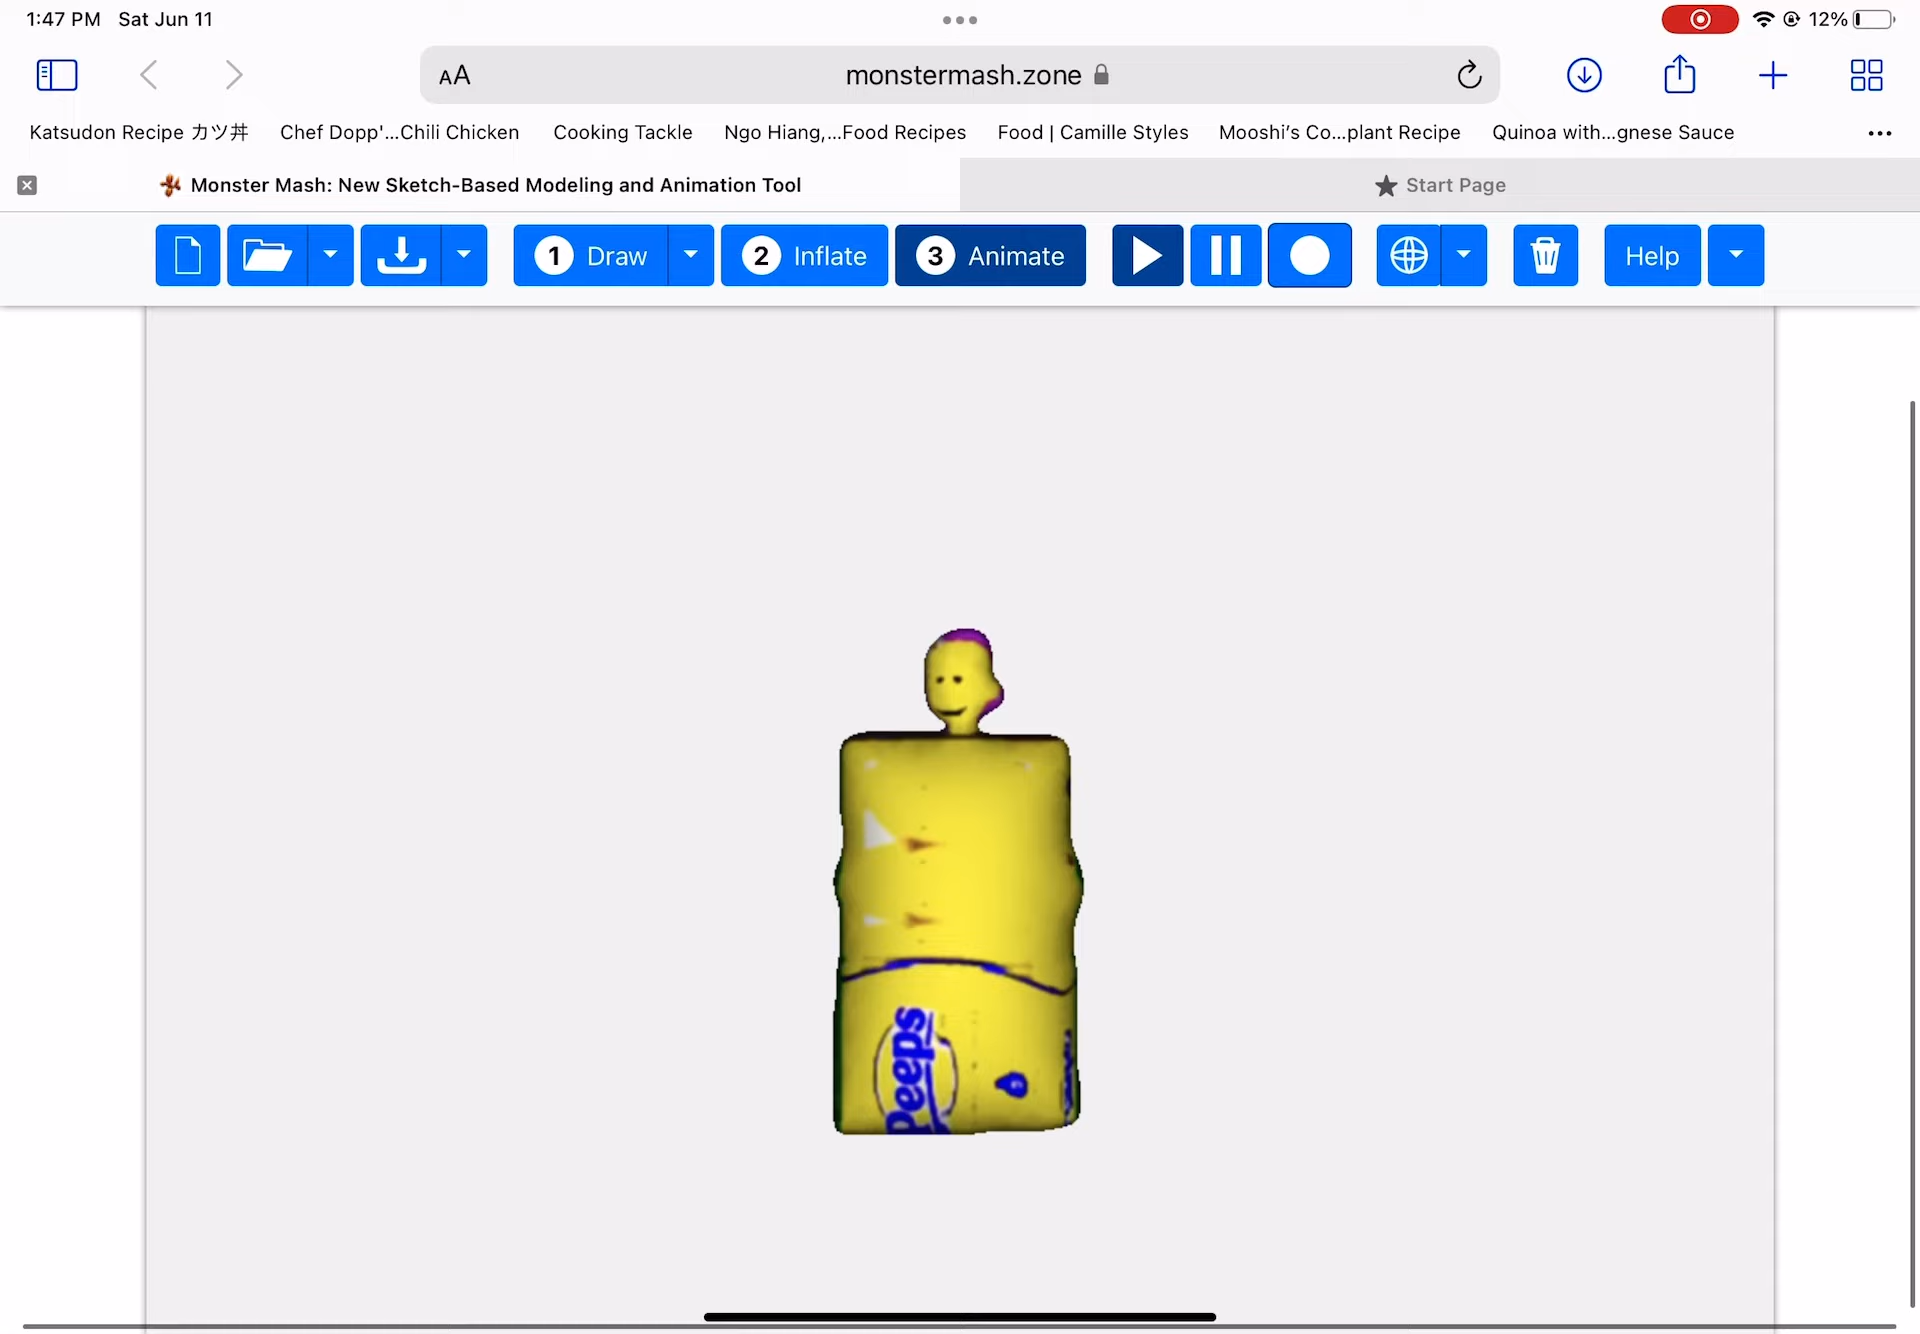 1:47 PM Sat Jun 11
12%
AA
monstermash.zone
Katsudon Recipe カツ丼
Chef Dopp'...Chili Chicken
Cooking Tackle
Ngo Hiang,...Food Recipes
Food | Camille Styles
Mooshi's Co...plant Recipe
Quinoa with...gnese Sauce
Monster Mash: New Sketch-Based Modeling and Animation Tool
Start Page
1 Draw
2 Inflate
3 Animate
Help
Peeps